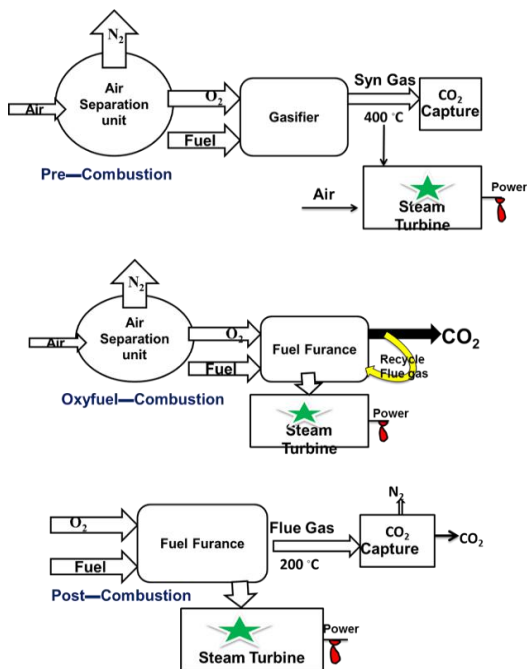 N₂
Air
Separation
unit
Air
O₂
Fuel
Gasifier
Syn Gas
400 °C
CO₂
Capture
Pre—Combustion
Air
Steam
Turbine
Power
N₂
Air
Separation
unit
Air
O₂
Fuel
Fuel Furance
CO₂
Recycle
Flue gas
Oxyfuel—Combustion
Steam
Turbine
Power
O₂
Fuel
Fuel Furance
Flue Gas
200 °C
N₂
CO₂
Capture
CO₂
Post—Combustion
Steam Turbine
Power